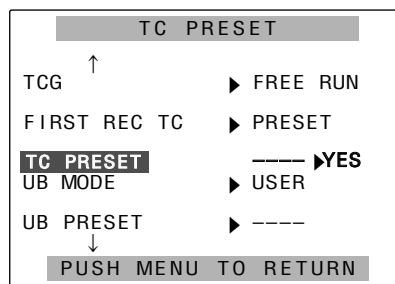 TC PRESET
↑
TCG ▶ FREE RUN
FIRST REC TC ▶ PRESET
TC PRESET ---- ▶YES
UB MODE ▶ USER
UB PRESET ▶ ----
↓
PUSH MENU TO RETURN